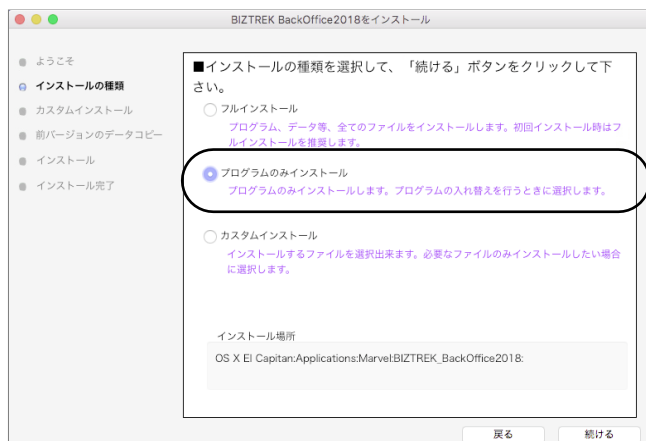 BIZTREK BackOffice2018をインストール
ようこそ
インストールの種類
カスタムインストール
前バージョンのデータコピー
インストール
インストール完了
■インストールの種類を選択して、「続ける」ボタンをクリックして下
さい。
フルインストール
プログラム、データ等、全てのファイルをインストールします。初回インストール時はフ
ルインストールを推奨します。
プログラムのみインストール
プログラムのみインストールします。プログラムの入れ替えを行うときに選択します。
カスタムインストール
インストールするファイルを選択出来ます。必要なファイルのみインストールしたい場合
に選択します。
インストール場所
OS X El Capitan:Applications:Marvel:BIZTREK_BackOffice2018:
戻る
続ける